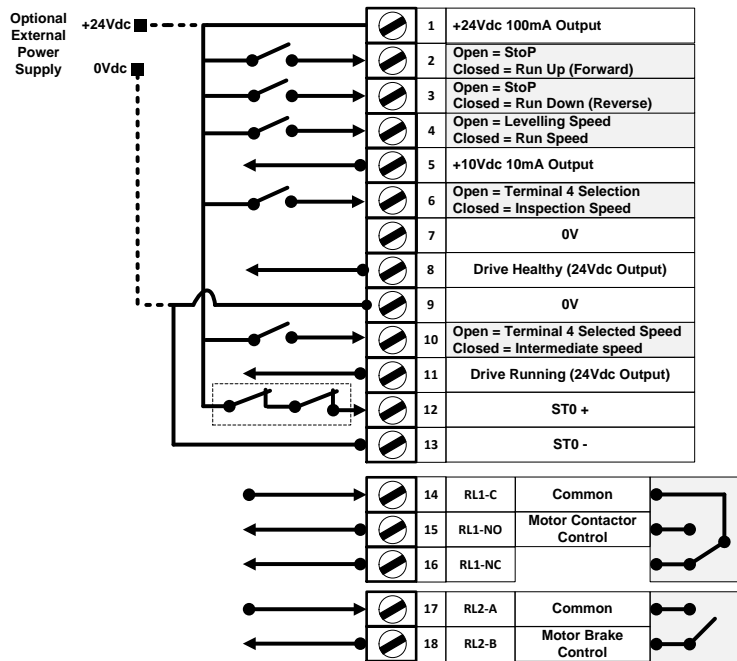 Optional
External
Power
Supply
+24Vdc
0Vdc
1 +24Vdc 100mA Output
2 Open = StoP
Closed = Run Up (Forward)
3 Open = StoP
Closed = Run Down (Reverse)
4 Open = Levelling Speed
Closed = Run Speed
5 +10Vdc 10mA Output
6 Open = Terminal 4 Selection
Closed = Inspection Speed
7 0V
8 Drive Healthy (24Vdc Output)
9 0V
10 Open = Terminal 4 Selected Speed
Closed = Intermediate speed
11 Drive Running (24Vdc Output)
12 ST0 +
13 ST0 -
14 RL1-C Common
15 RL1-NO Motor Contactor
Control
16 RL1-NC
17 RL2-A Common
18 RL2-B Motor Brake
Control